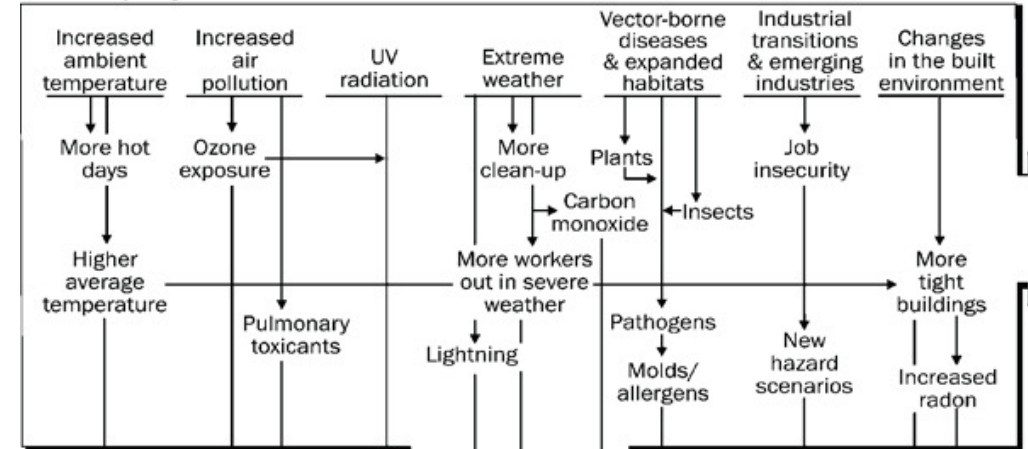 Increased
ambient
temperature
Increased
air
pollution
UV
radiation
Extreme
weather
Vector-borne
diseases
& expanded
habitats
Industrial
transitions
& emerging
industries
Changes
in the built
environment
More hot
days
Ozone
exposure
More
clean-up
Plants
Job
insecurity
Carbon
monoxide
Insects
Higher
average
temperature
More workers
out in severe
weather
More
tight
buildings
Pulmonary
toxicants
Lightning
Pathogens
Molds/
allergens
New
hazard
scenarios
Increased
radon